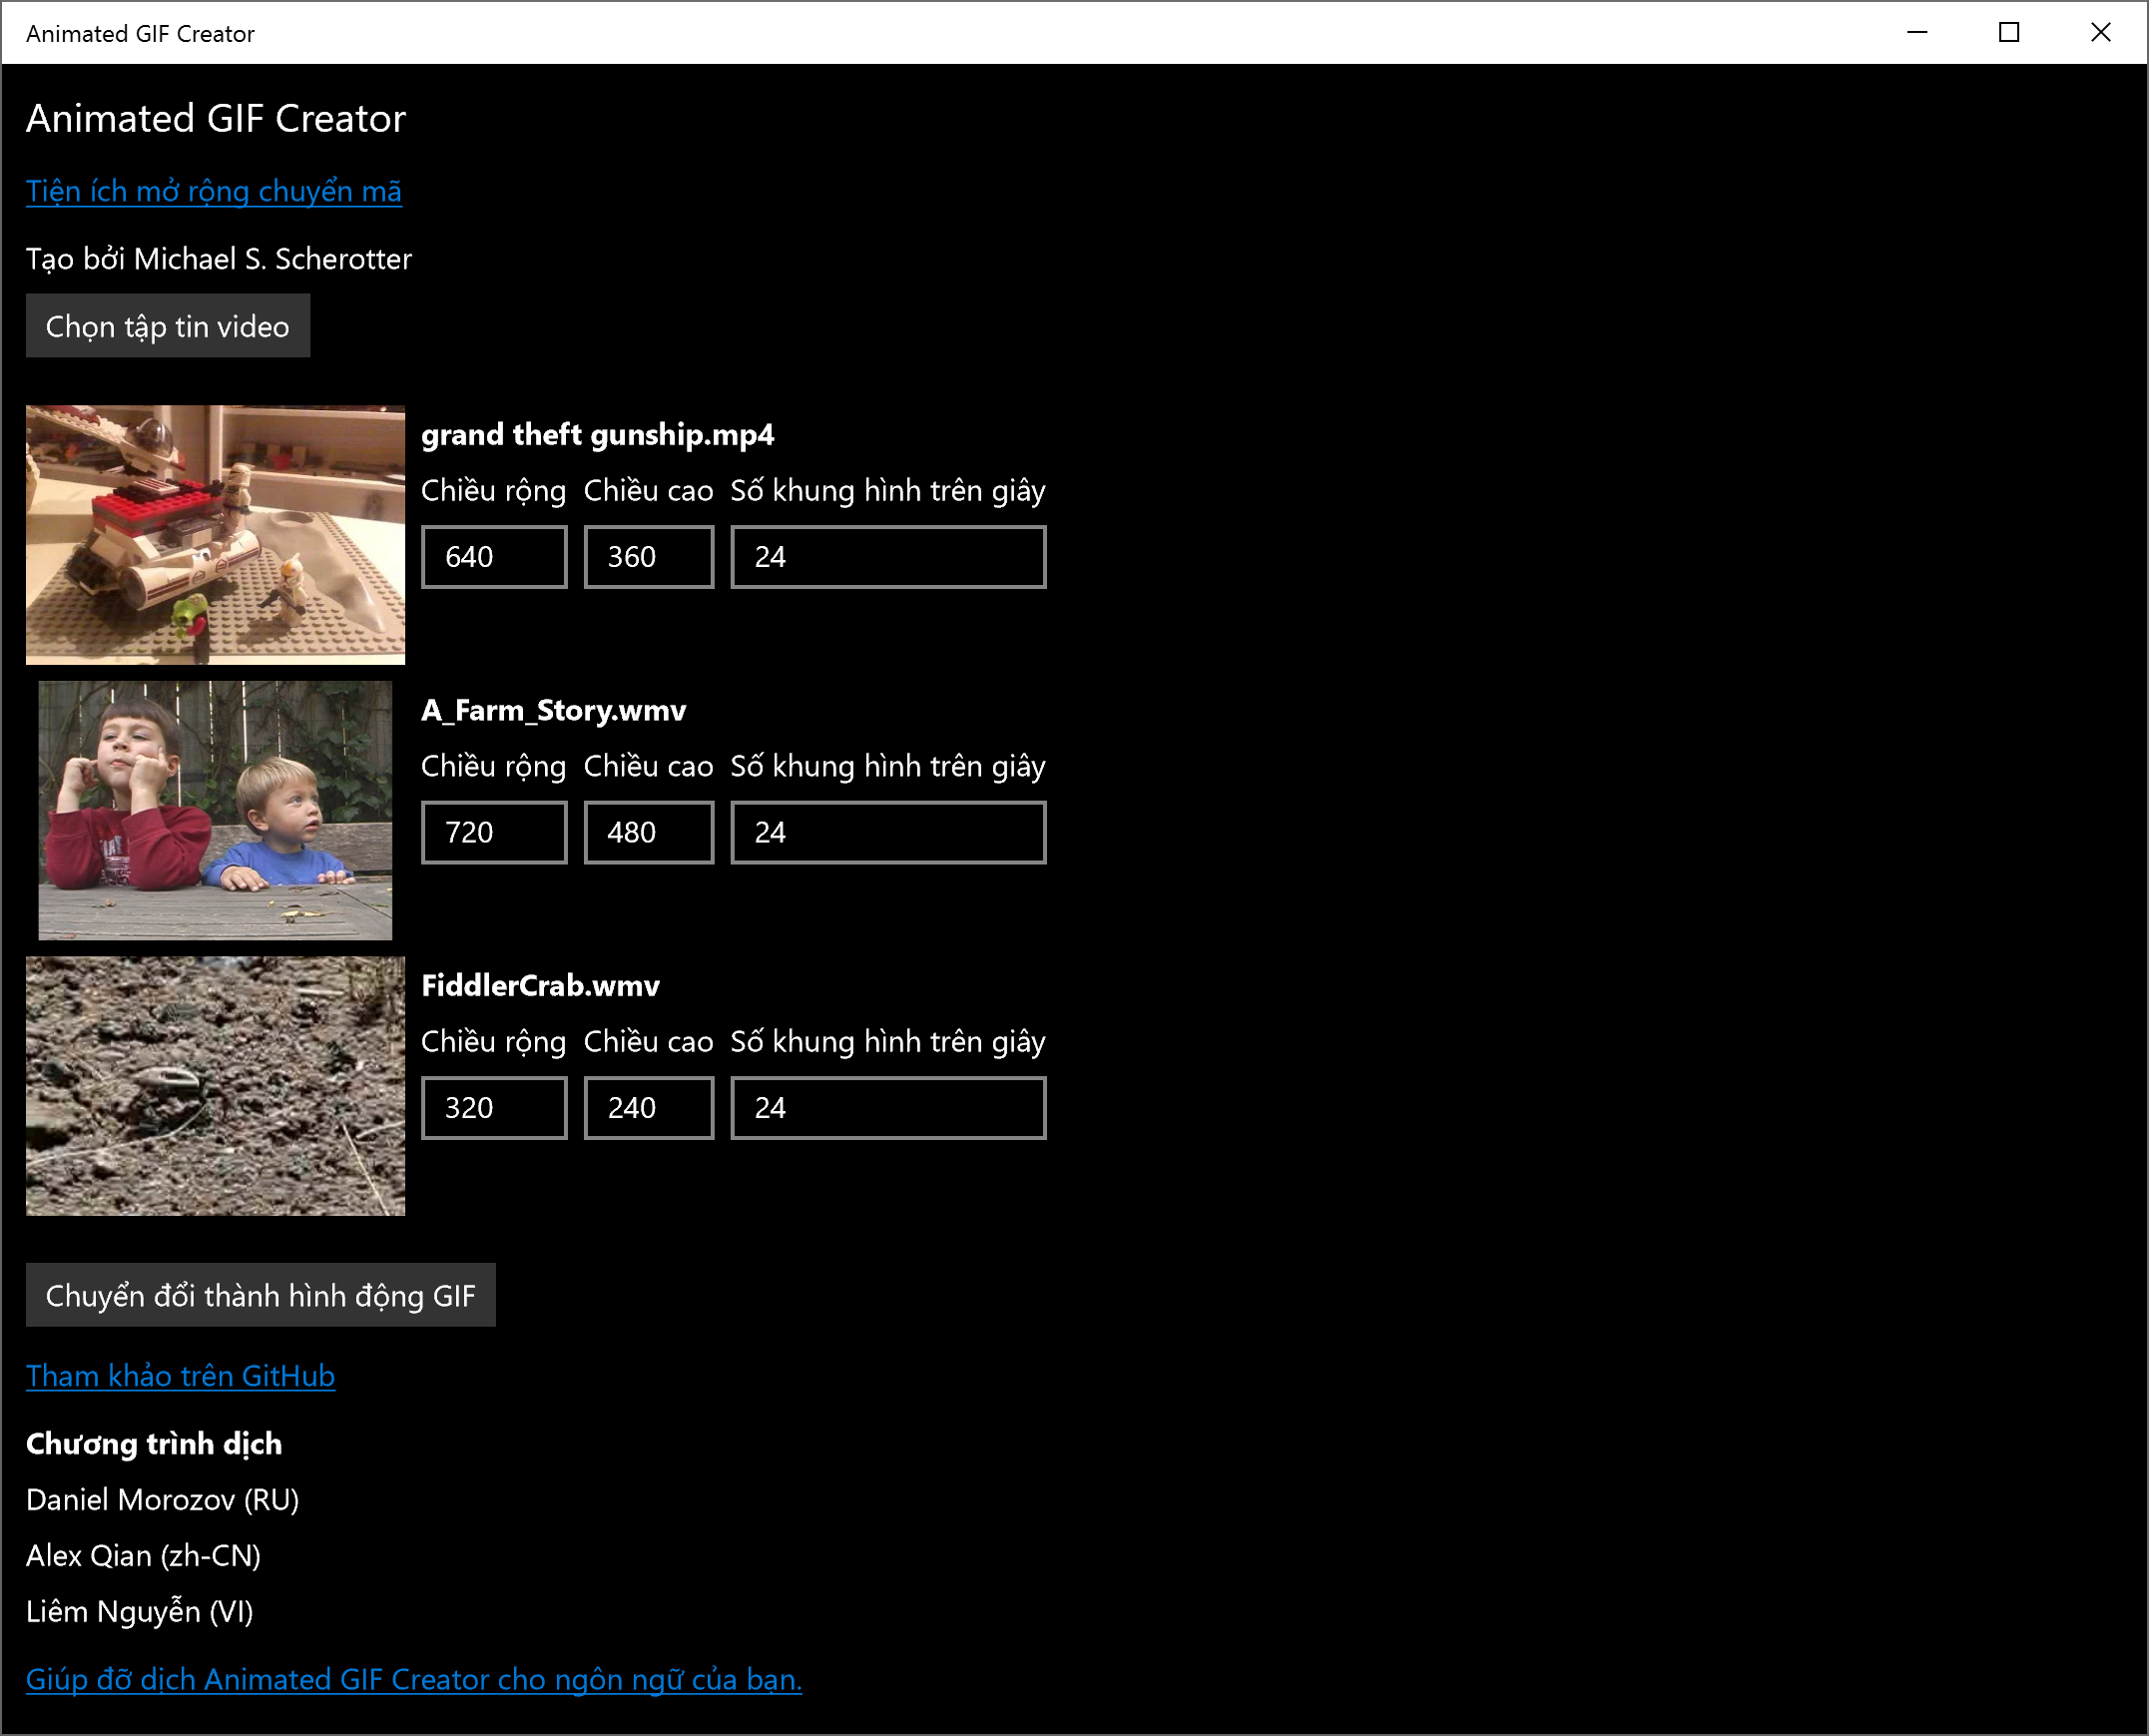 Animated GIF Creator
Animated GIF Creator
Tiện ích mở rộng chuyển mã
Tạo bởi Michael S. Scherotter
Chọn tập tin video
grand theft gunship.mp4
Chiều rộng Chiều cao Số khung hình trên giây
640 360 24
A_Farm_Story.wmv
Chiều rộng Chiều cao Số khung hình trên giây
720 480 24
FiddlerCrab.wmv
Chiều rộng Chiều cao Số khung hình trên giây
320 240 24
Chuyển đổi thành hình động GIF
Tham khảo trên GitHub
Chương trình dịch
Daniel Morozov (RU)
Alex Qian (zh-CN)
Liêm Nguyễn (VI)
Giúp đỡ dịch Animated GIF Creator cho ngôn ngữ của bạn.